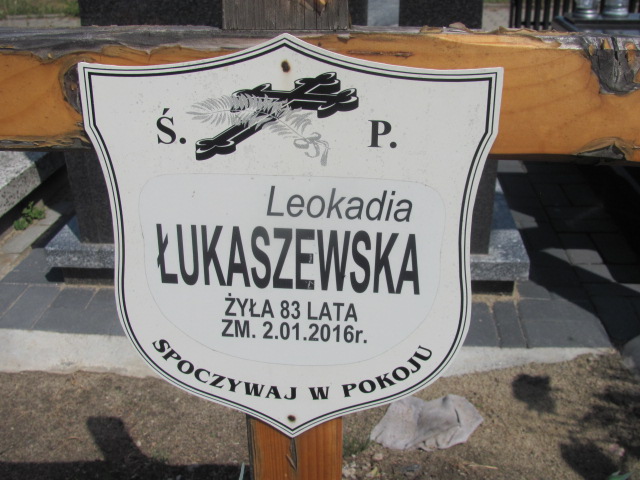 Ś. P.
Leokadia
ŁUKASZEWSKA
ŻYŁA 83 LATA
ZM. 2.01.2016r.
SPOCZYWAJ W POKOJU